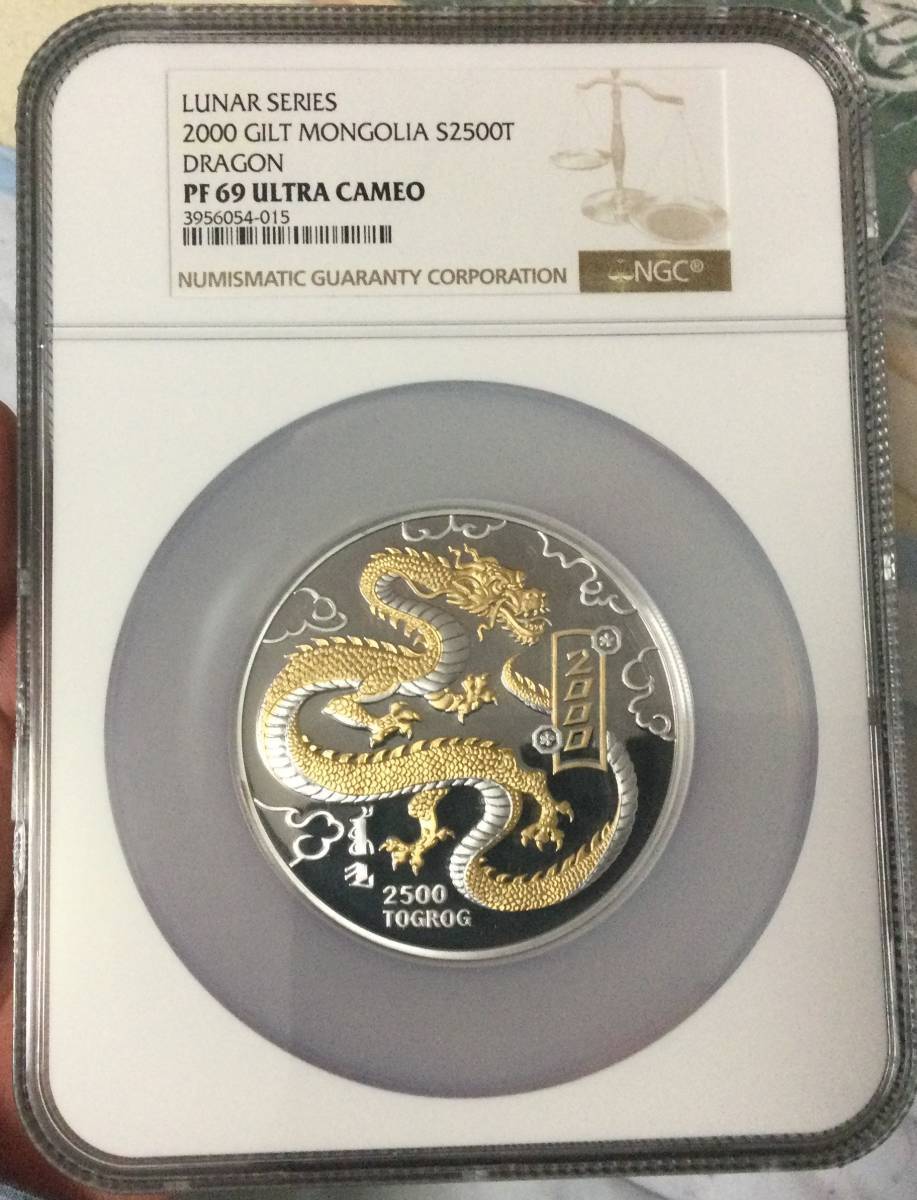 LUNAR SERIES
2000 GILT MONGOLIA S2500T
DRAGON
PF 69 ULTRA CAMEO
3956054-015
NUMISMATIC GUARANTY CORPORATION
NGC®
2000
2500
TOGROG